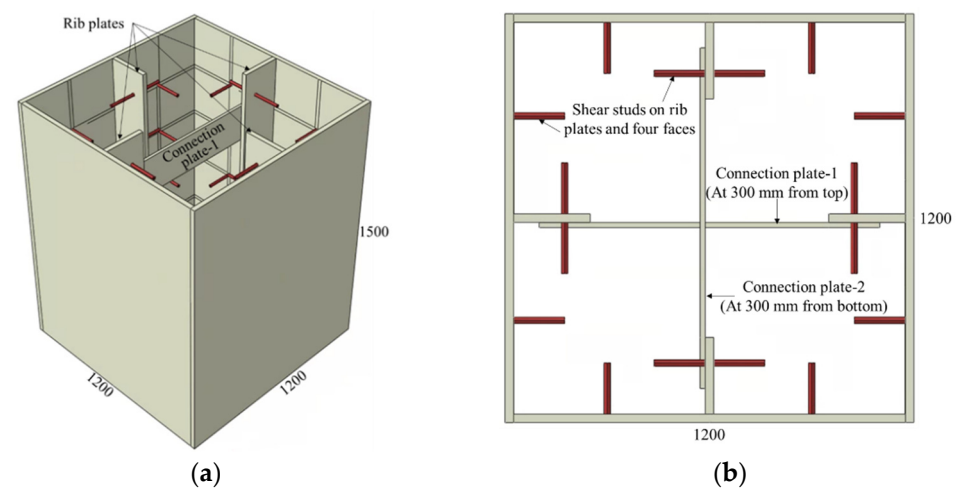 Rib plates
Connection
plate-1
1500
1200
1200
(a)
Shear studs on rib
plates and four faces
Connection plate-1
(At 300 mm from top)
1200
Connection plate-2
(At 300 mm from bottom)
1200
(b)